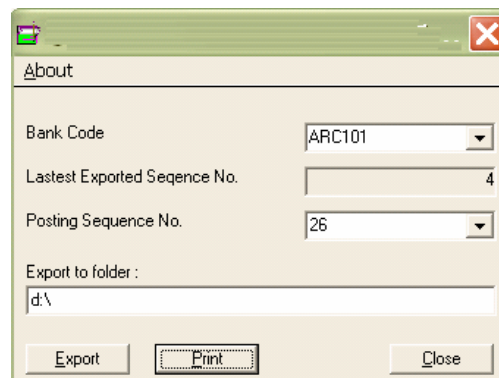 About
Bank Code ARC101
Lastest Exported Seqence No. 4
Posting Sequence No. 26
Export to folder :
d:\
Export Print Close